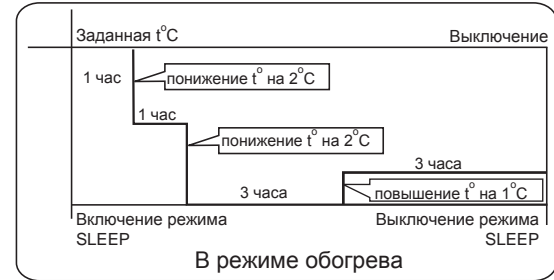 Заданная t°C Выключение
1 час понижение t° на 2°C
1 час
понижение t° на 2°C
3 часа
3 часа повышение t° на 1°C
Включение режима Выключение режима
SLEEP SLEEP
В режиме обогрева